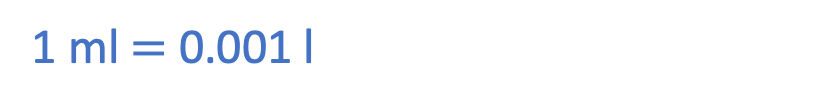 1 ml = 0.001 l